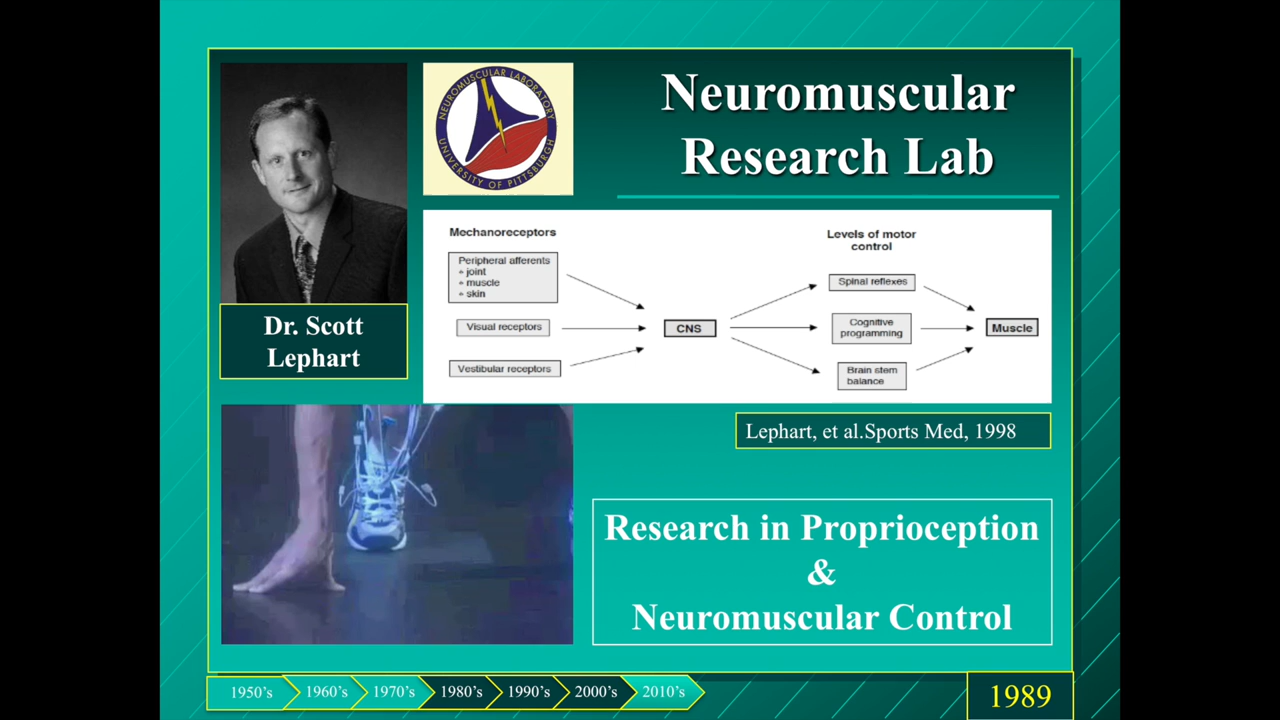 NEUROMUSCULAR LABORATORY
UNIVERSITY OF PITTSBURGH
Neuromuscular
Research Lab
Dr. Scott
Lephart
Mechanoreceptors
Peripheral afferents
joint
muscle
skin
Visual receptors
Vestibular receptors
CNS
Levels of motor
control
Spinal reflexes
Cognitive
programming
Brain stem
balance
Muscle
Lephart, et al.Sports Med, 1998
Research in Proprioception
&
Neuromuscular Control
1950's
1960's
1970's
1980's
1990's
2000's
2010's
1989